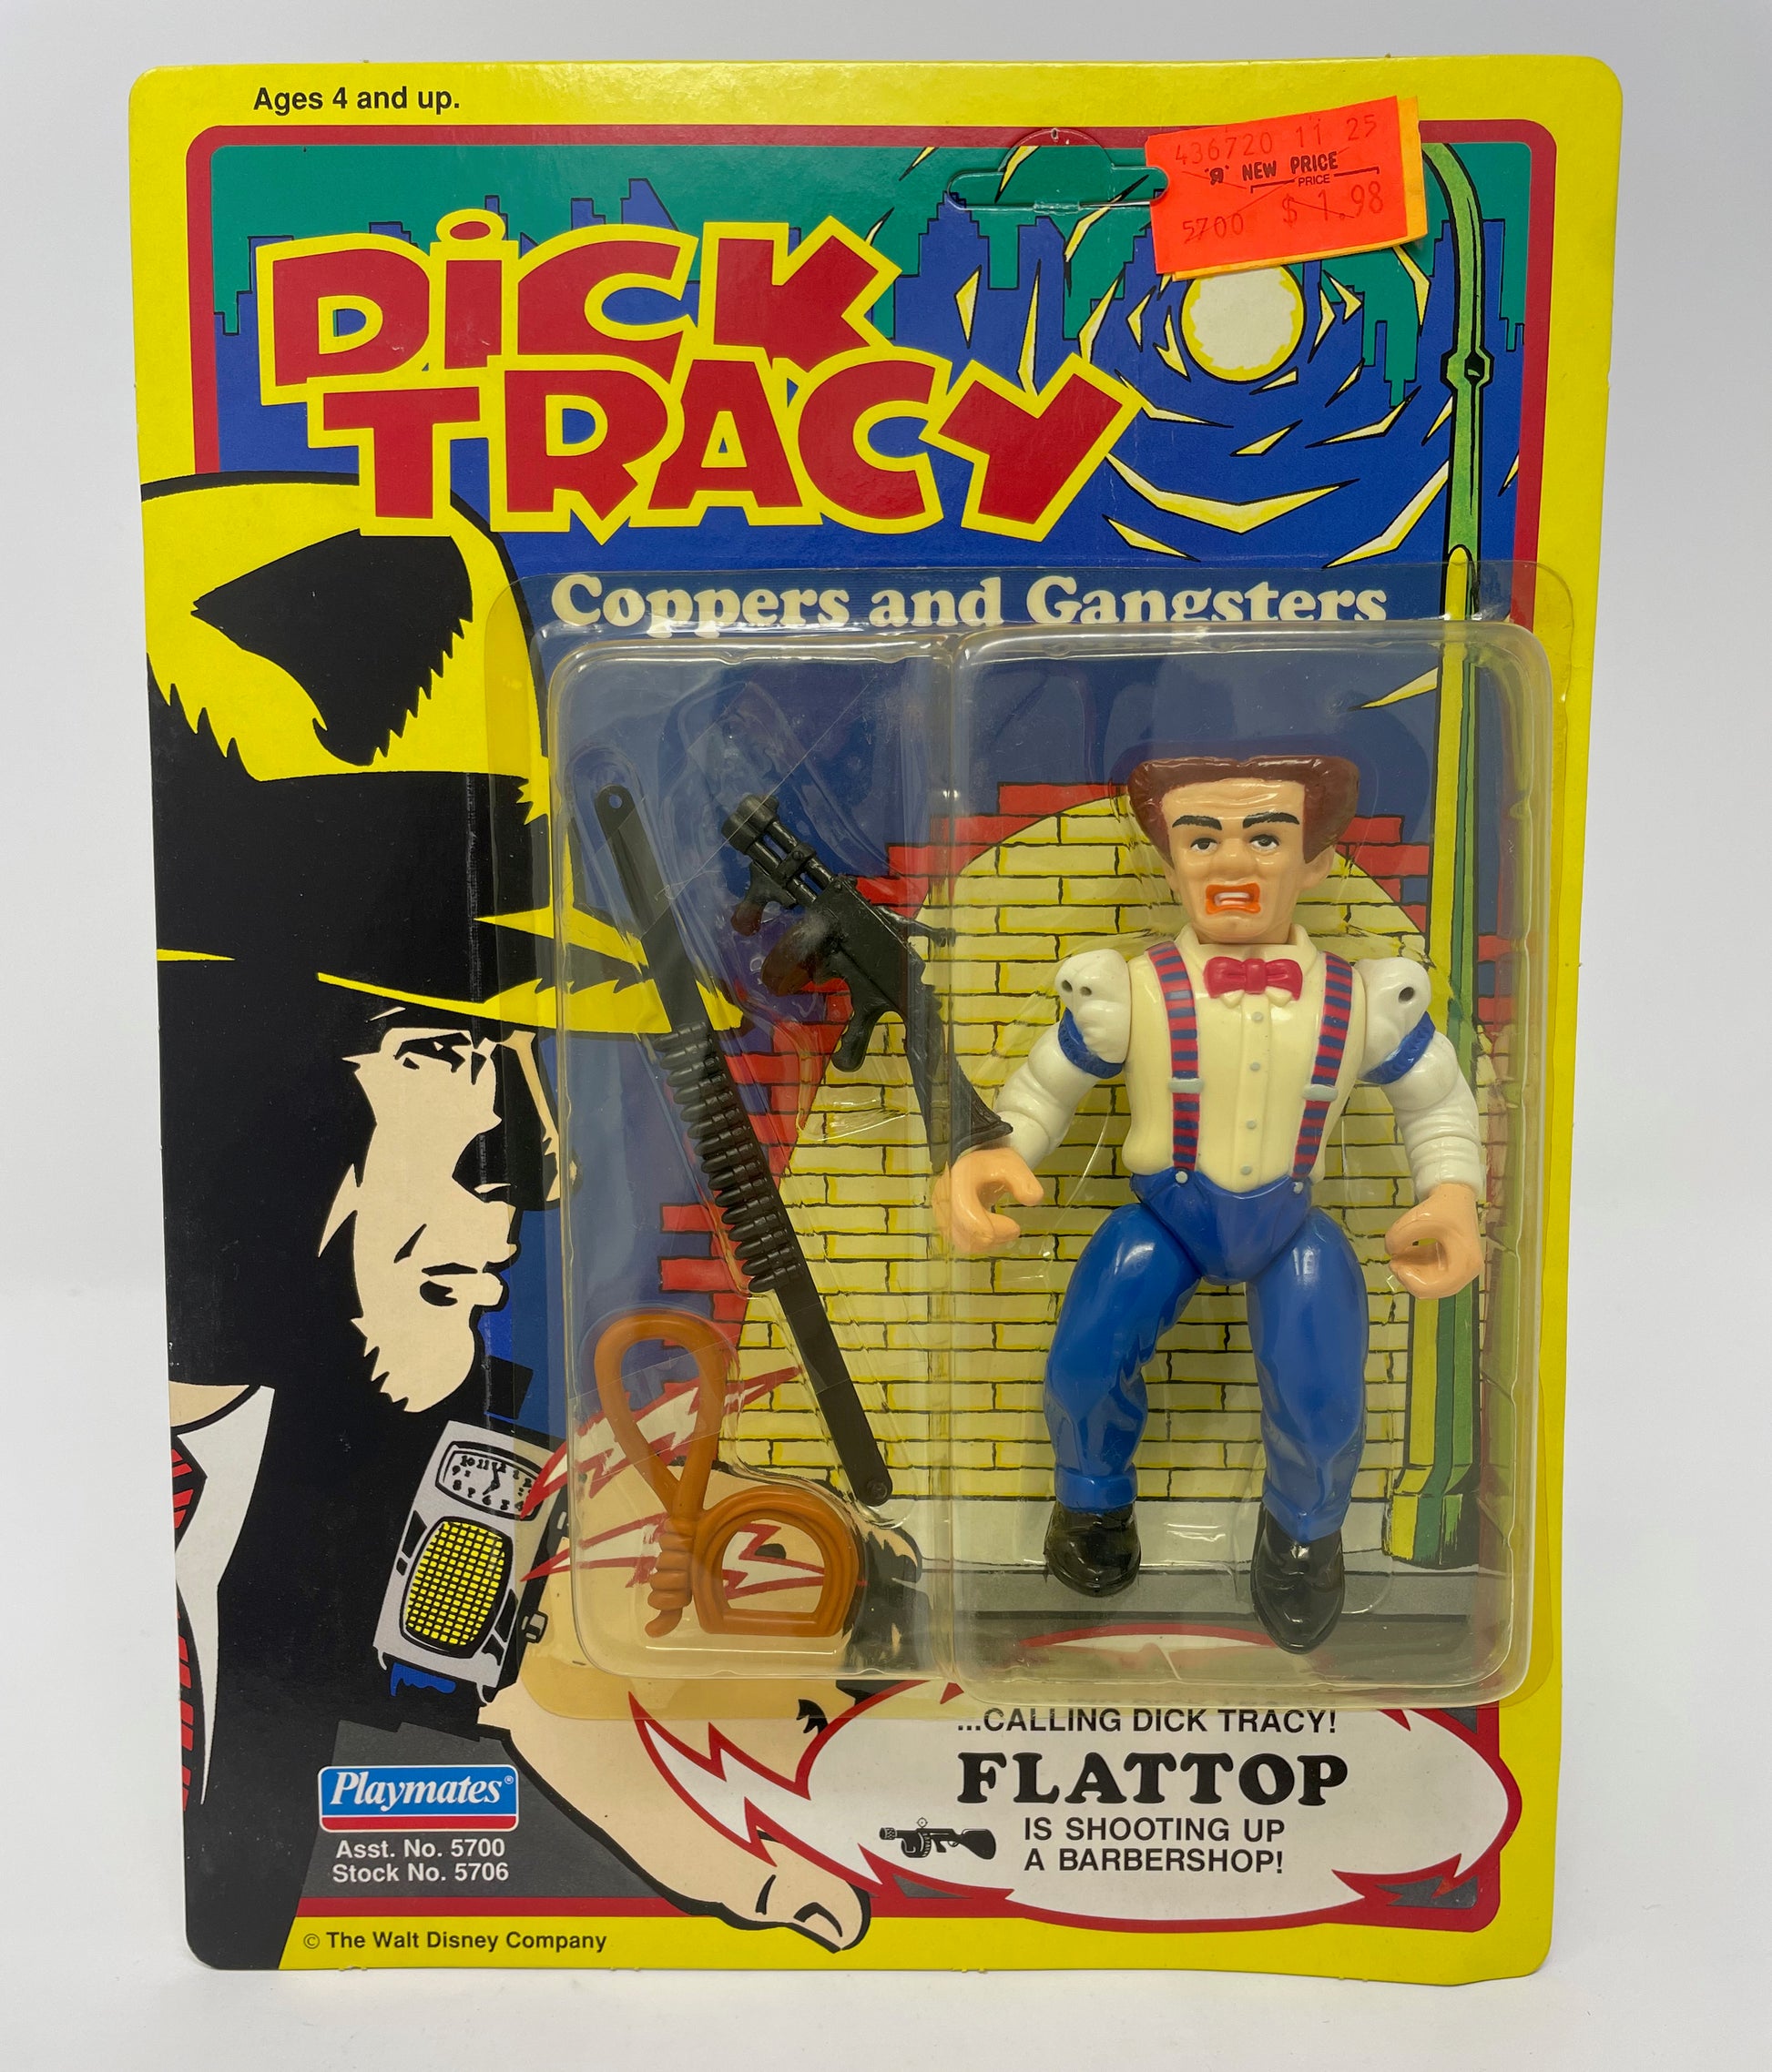 Ages 4 and up.
436720 11 25
'R' NEW PRICE
PRICE
5700 $1.98
DiCK
TRACY
Coppers and Gangsters
...CALLING DICK TRACY!
FLATTOP
IS SHOOTING UP
A BARBERSHOP!
Playmates®
Asst. No. 5700
Stock No. 5706
© The Walt Disney Company